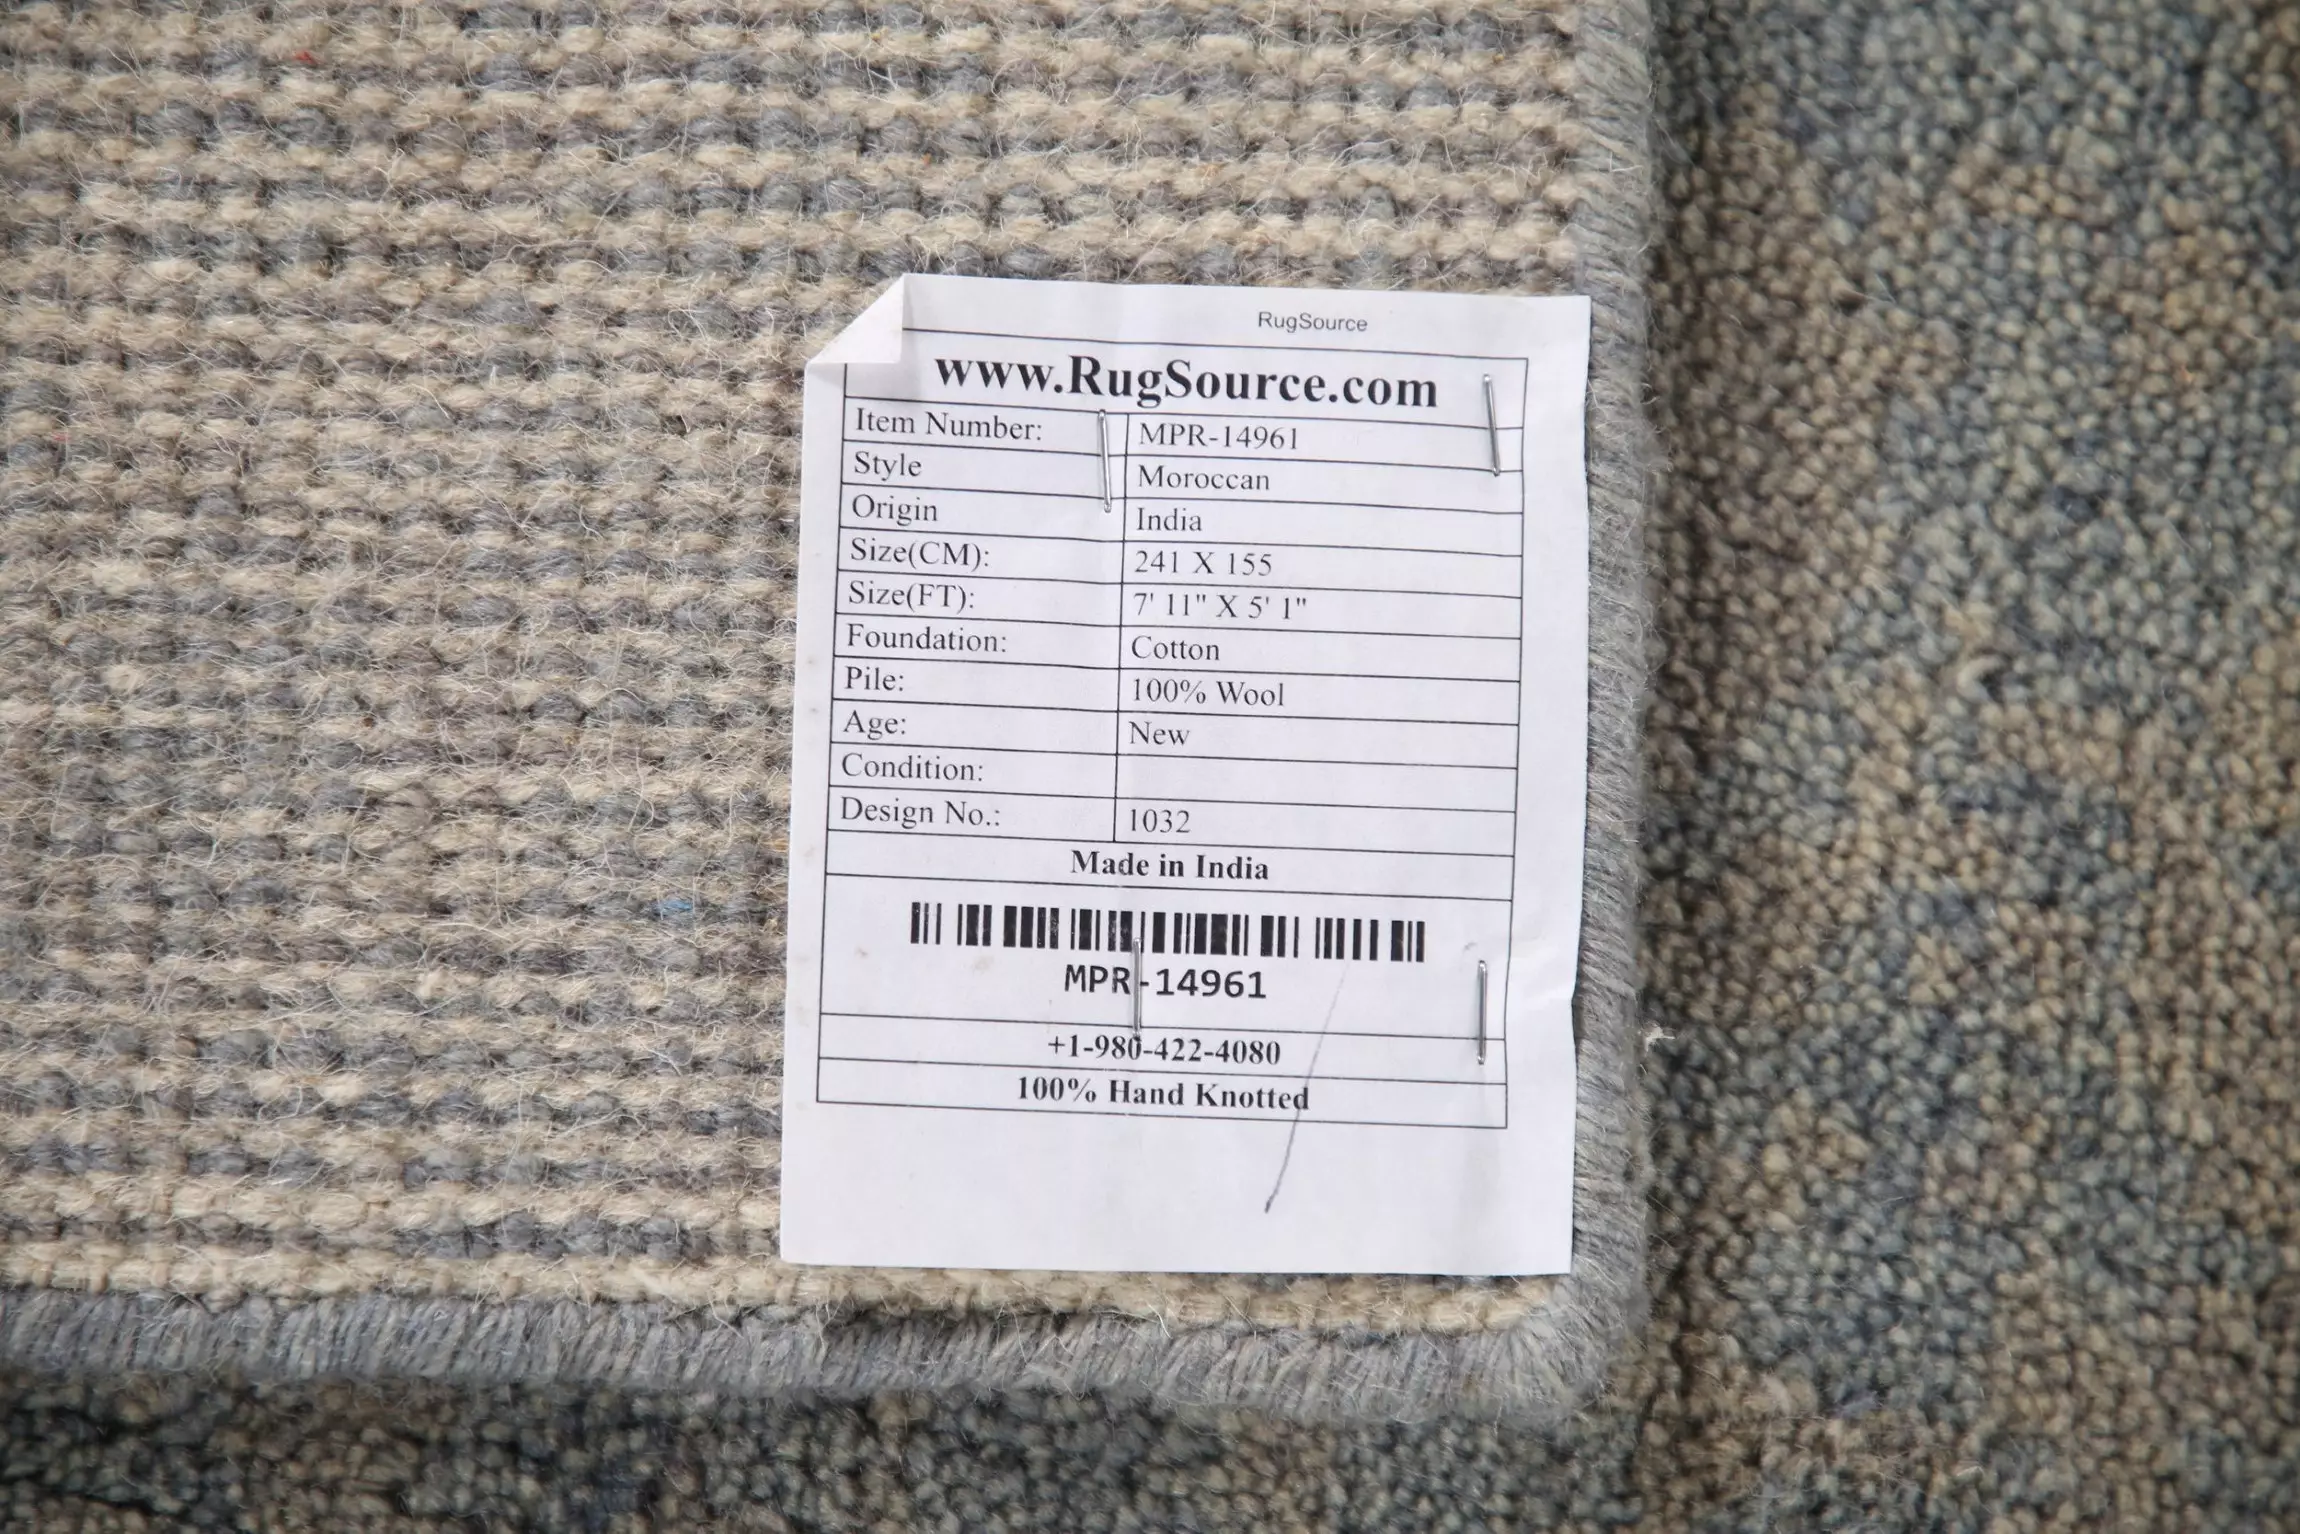 RugSource
www.RugSource.com
Item Number: MPR-14961
Style Moroccan
Origin India
Size(CM): 241 X 155
Size(FT): 7' 11" X 5' 1"
Foundation: Cotton
Pile: 100% Wool
Age: New
Condition:
Design No.: 1032
Made in India
MPR-14961
+1-980-422-4080
100% Hand Knotted